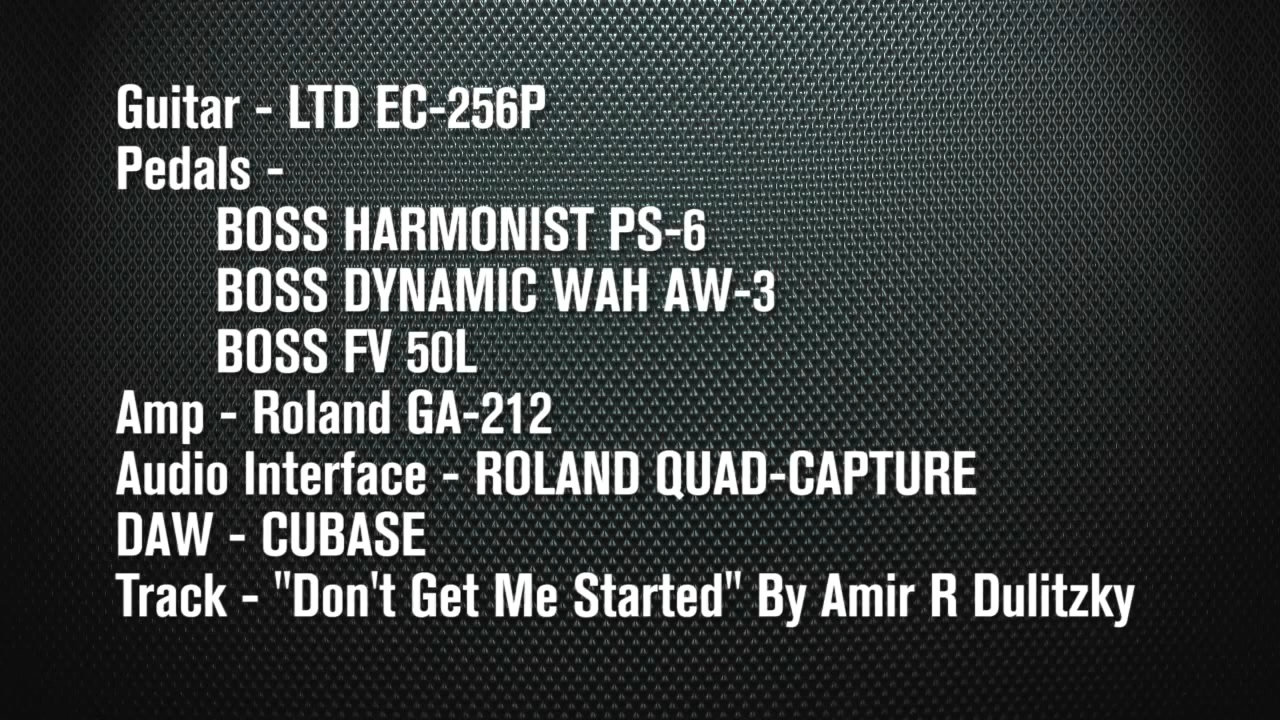 Guitar - LTD EC-256P
Pedals -
BOSS HARMONIST PS-6
BOSS DYNAMIC WAH AW-3
BOSS FV 50L
Amp - Roland GA-212
Audio Interface - ROLAND QUAD-CAPTURE
DAW - CUBASE
Track - "Don't Get Me Started" By Amir R Dulitzky